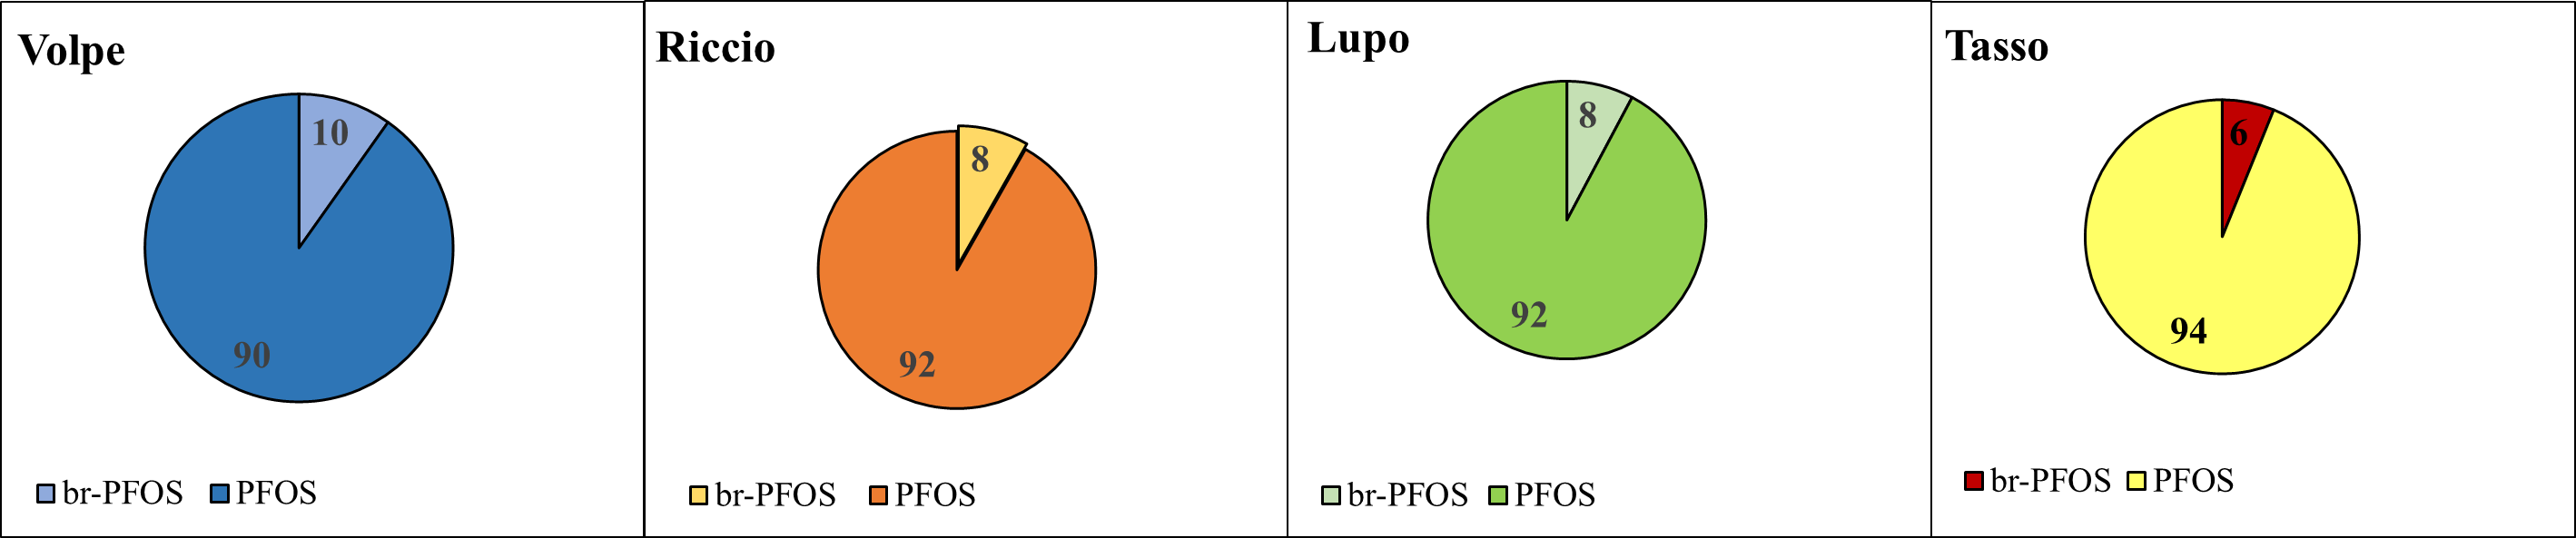 Volpe
10
90
br-PFOS PFOS
Riccio
8
92
br-PFOS PFOS
Lupo
8
92
br-PFOS PFOS
Tasso
6
94
br-PFOS PFOS